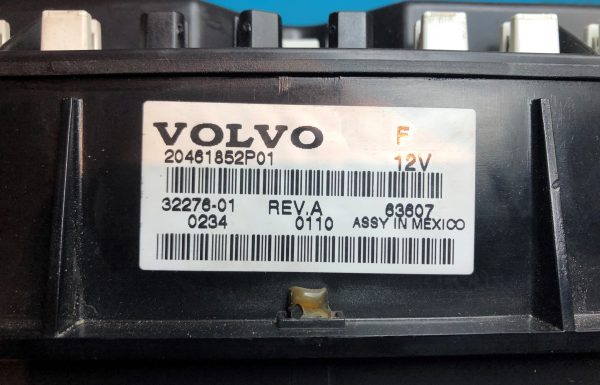 VOLVO F
20461852P01 12V
32276-01 REV.A 63607
0234 0110 ASSY IN MEXICO